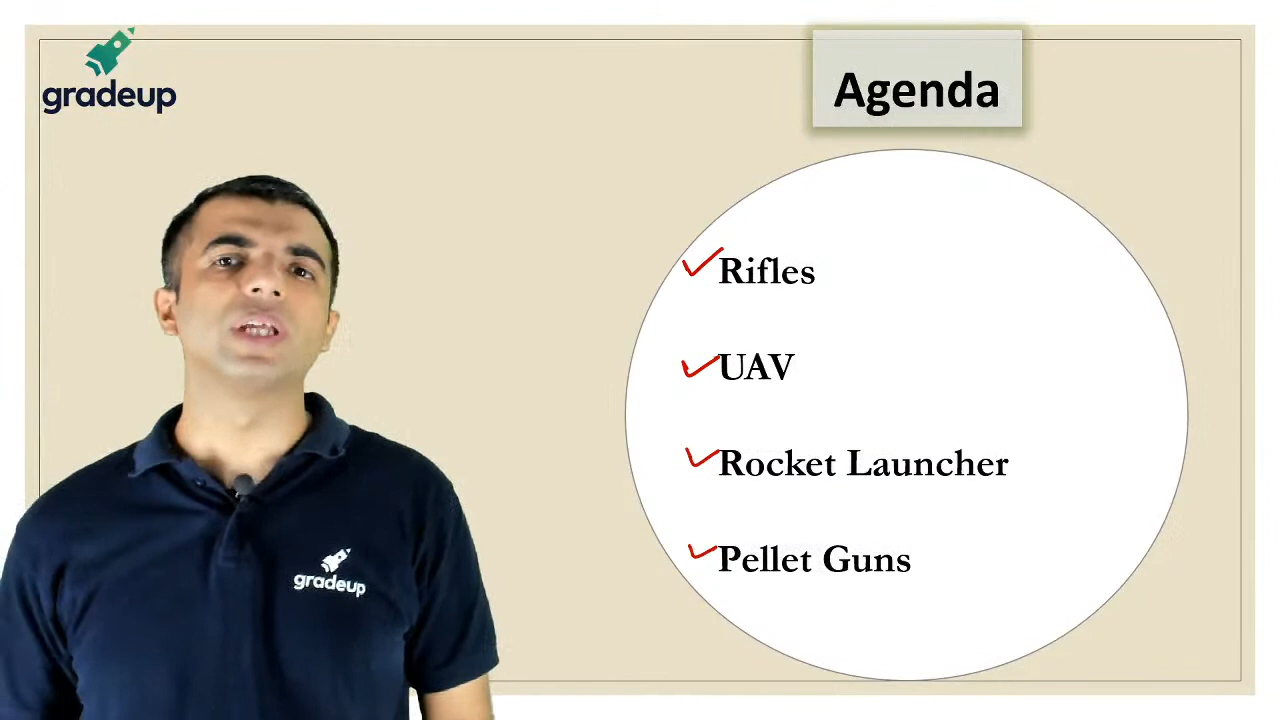 gradeup
Agenda
Rifles
UAV
Rocket Launcher
Pellet Guns
gradeup